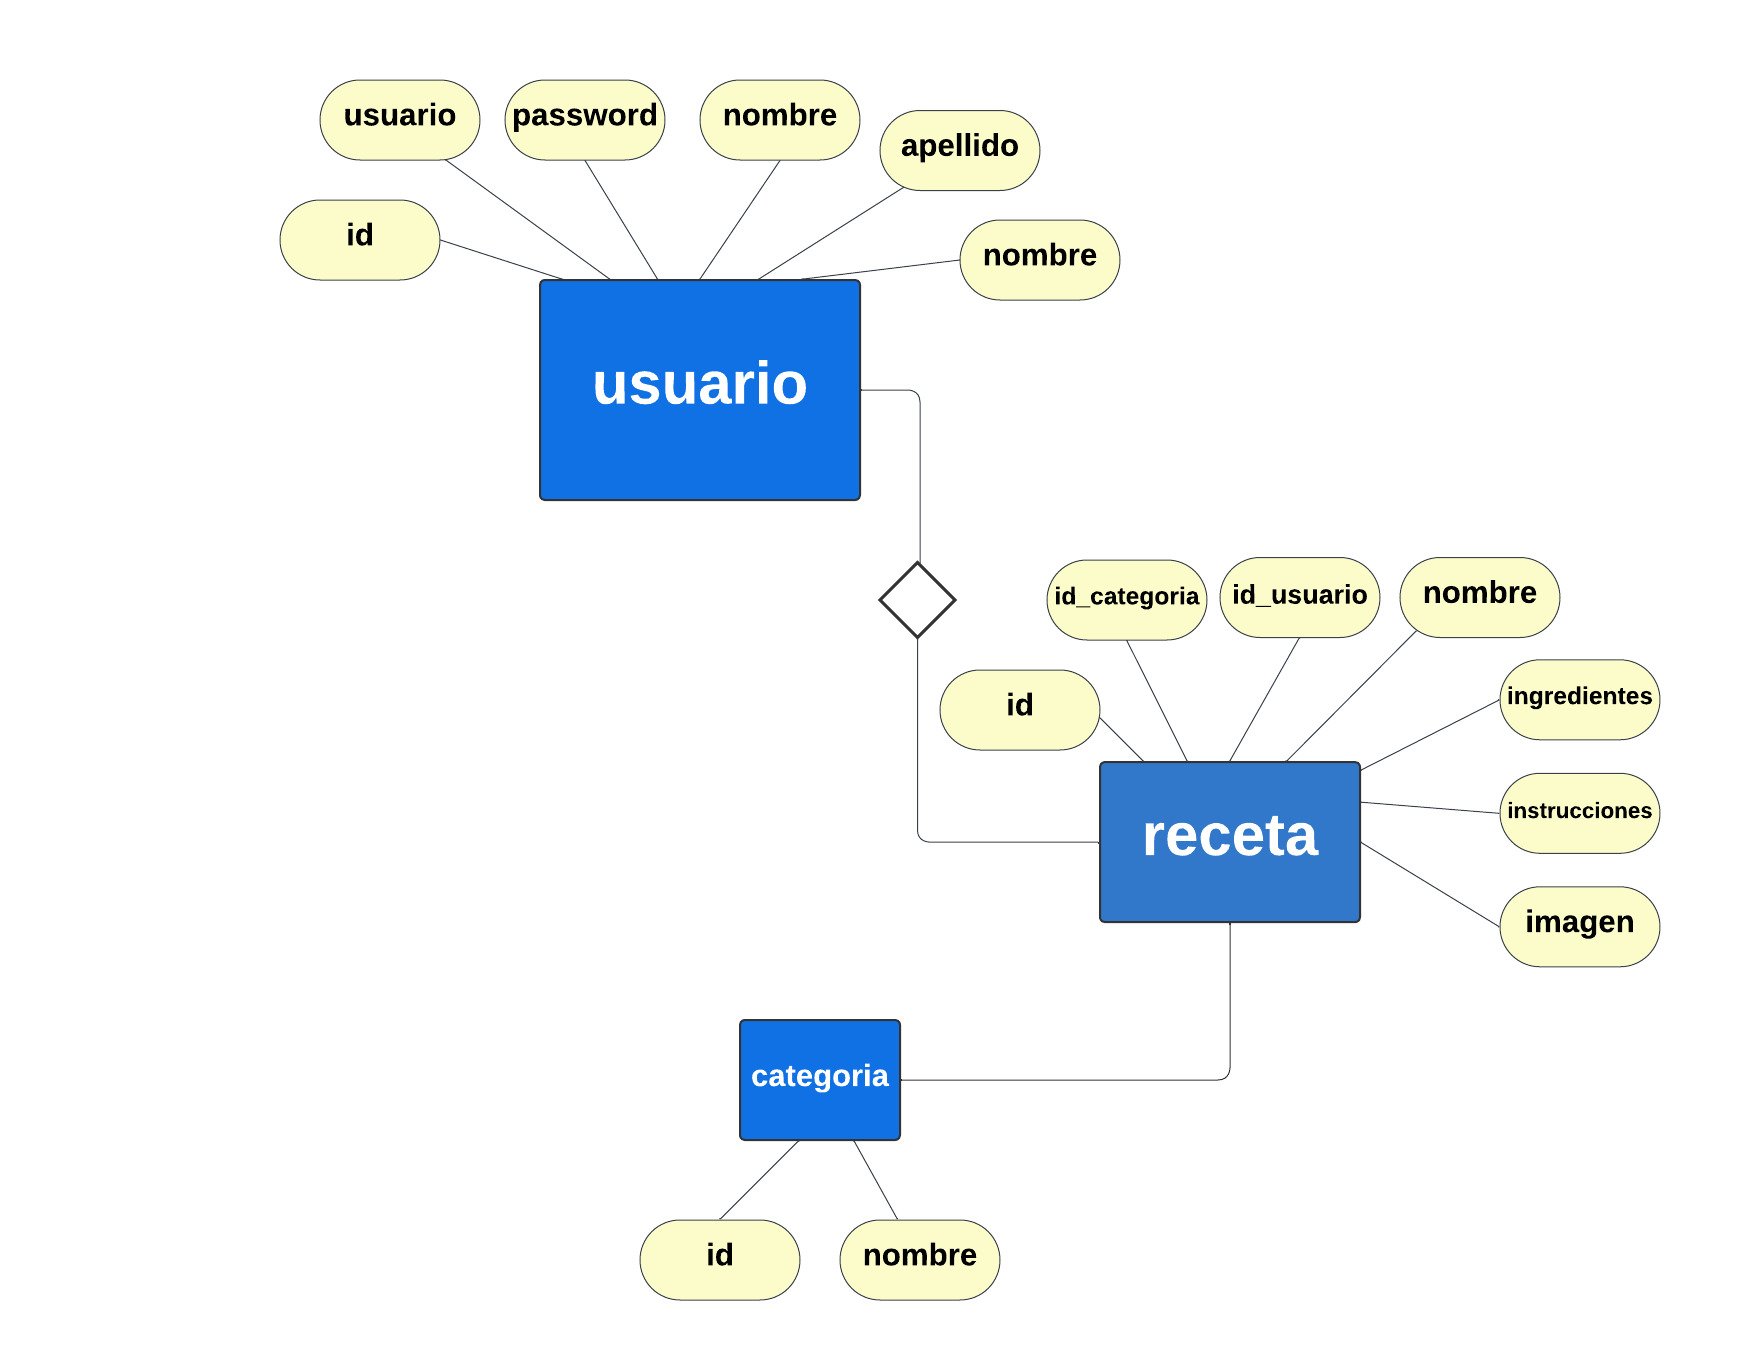 usuario
password
nombre
apellido
id
nombre
usuario
id_categoria
id_usuario
nombre
id
ingredientes
instrucciones
receta
imagen
categoria
id
nombre